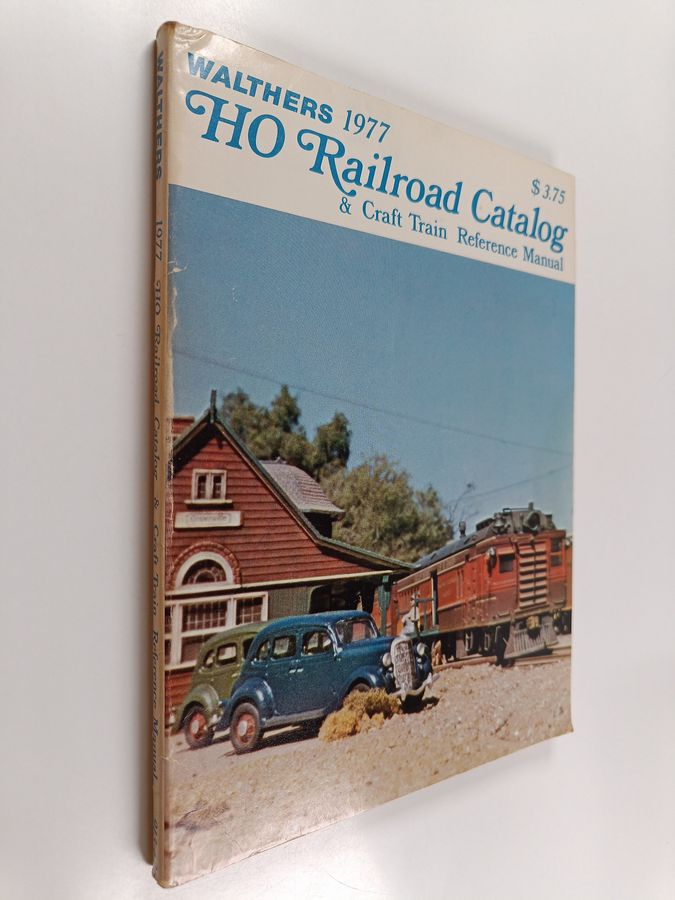 WALTHERS 1977
HO Railroad Catalog
& Craft Train Reference Manual
$3.75
WALTHERS 1977 HO Railroad Catalog & Craft Train Reference Manual